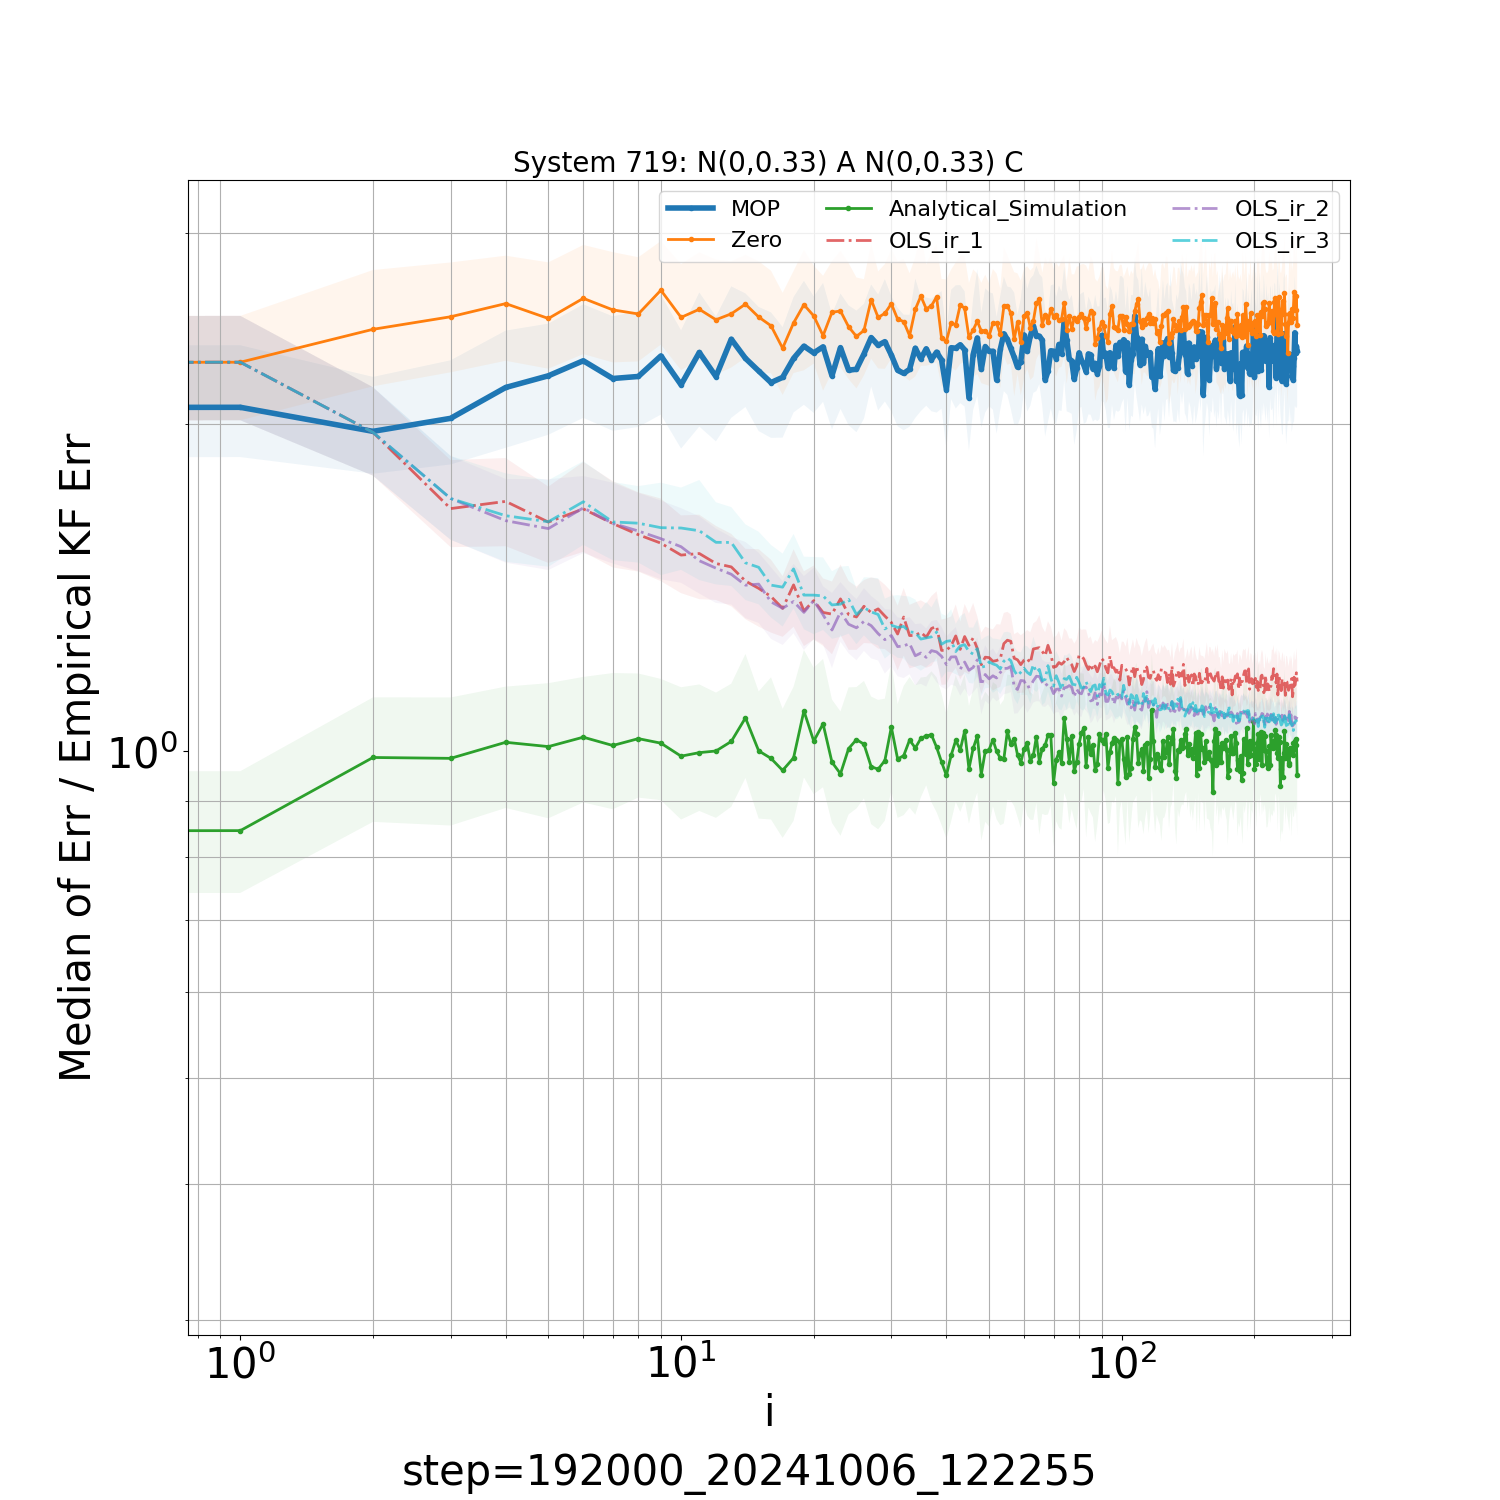 System 719: N(0,0.33) A N(0,0.33) C
MOP
Zero
Analytical_Simulation
OLS_ir_1
OLS_ir_2
OLS_ir_3
Median of Err / Empirical KF Err
10⁰
10⁰ 10¹ 10²
i
step=192000_20241006_122255